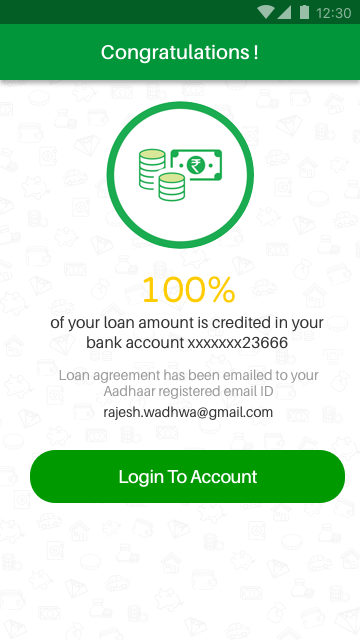 12:30
Congratulations !
₹
100%
of your loan amount is credited in your
bank account xxxxxxx23666
Loan agreement has been emailed to your
Aadhaar registered email ID
rajesh.wadhwa@gmail.com
Login To Account